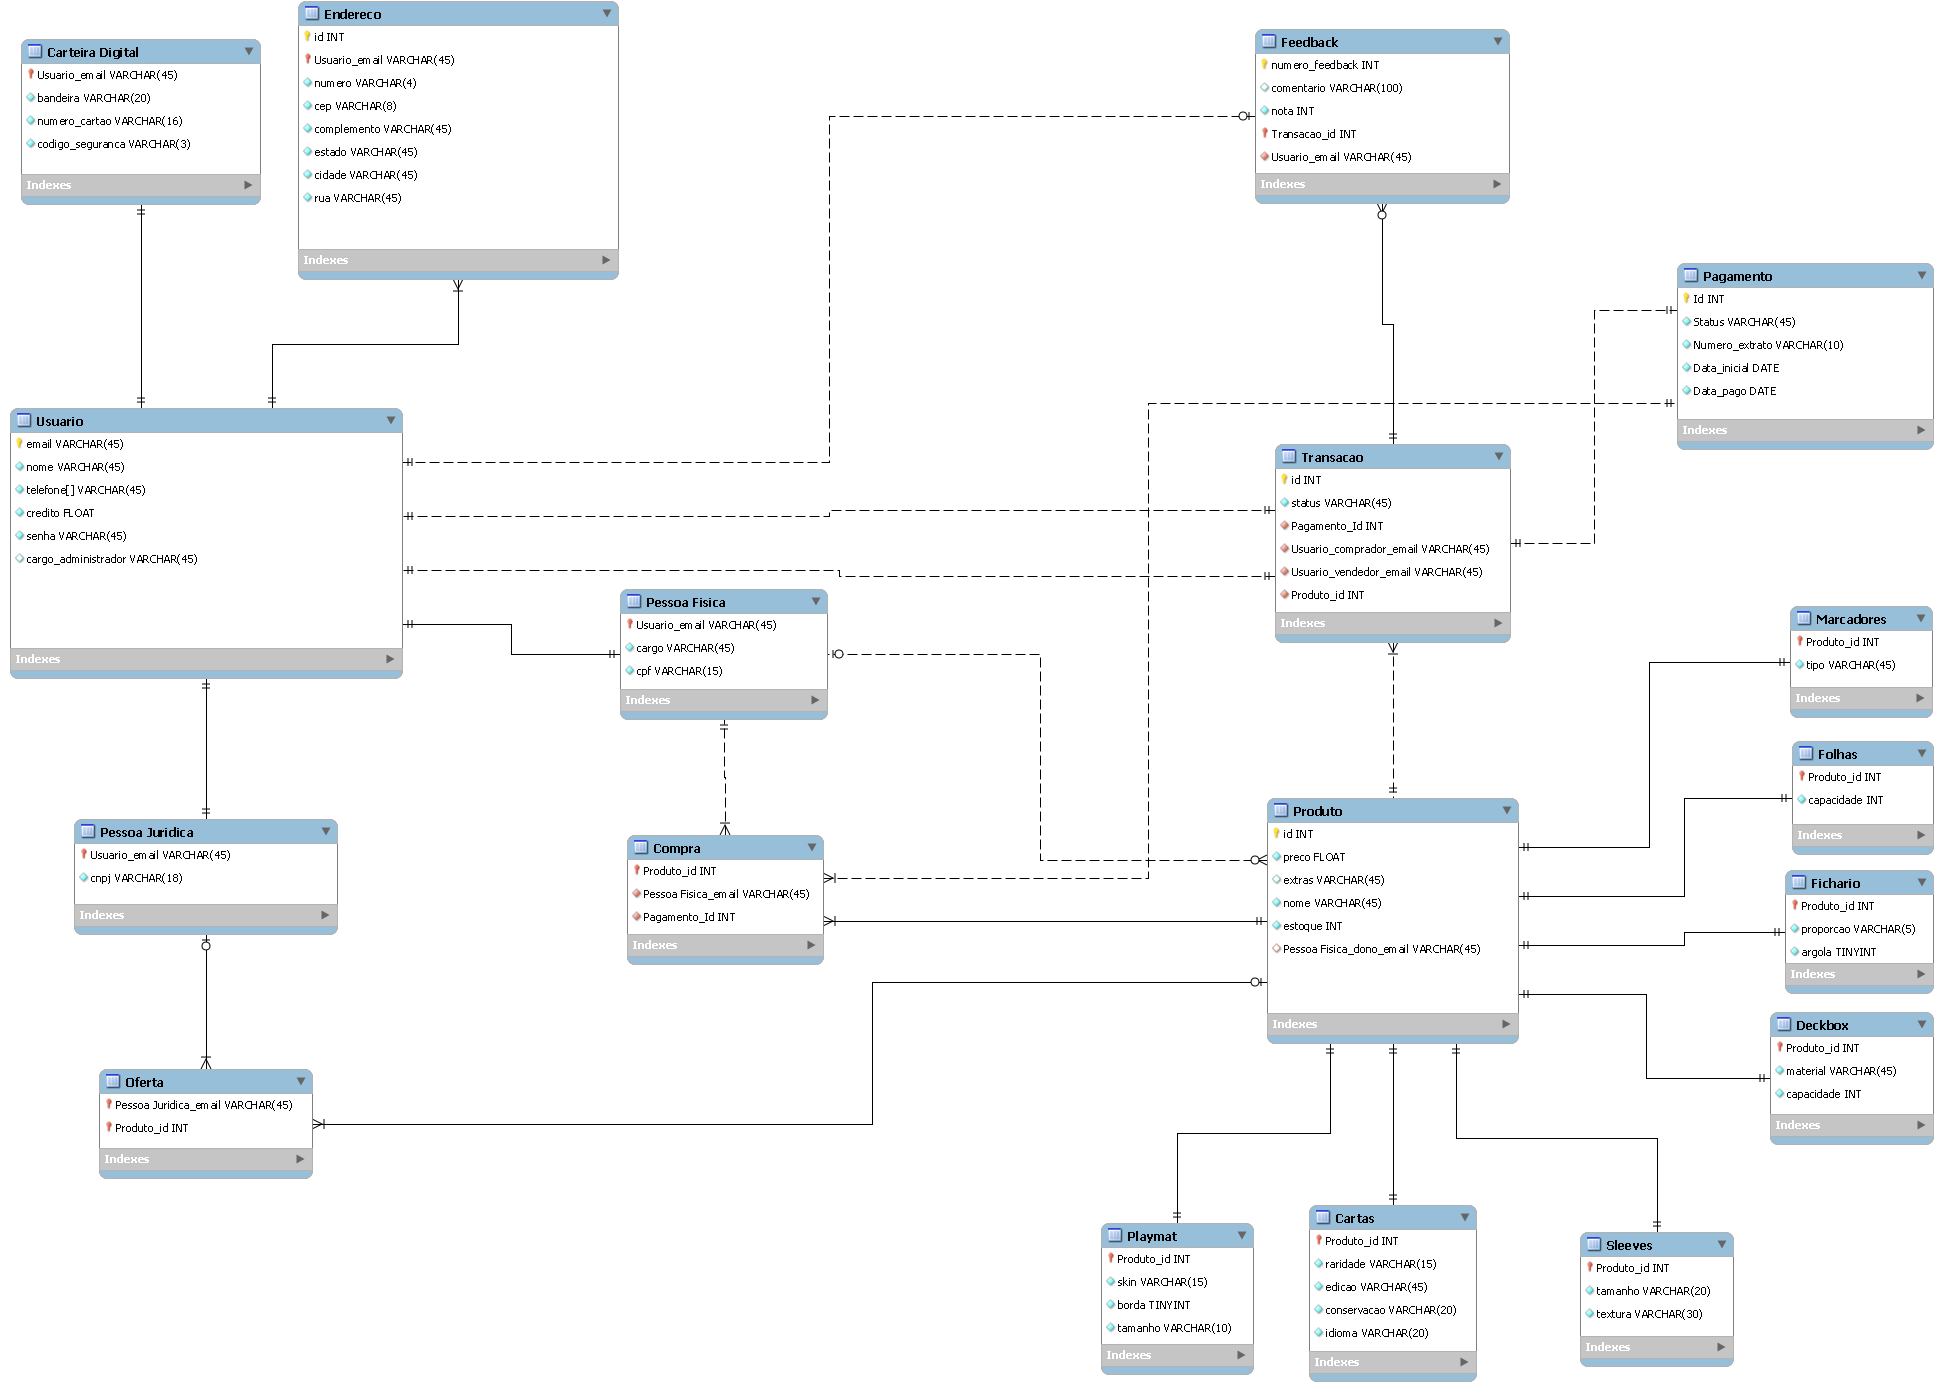 Carteira Digital
Usuario_email VARCHAR(45)
bandeira VARCHAR(20)
numero_cartao VARCHAR(16)
codigo_seguranca VARCHAR(3)
Indexes
Endereco
id INT
Usuario_email VARCHAR(45)
numero VARCHAR(4)
cep VARCHAR(8)
complemento VARCHAR(45)
estado VARCHAR(45)
cidade VARCHAR(45)
rua VARCHAR(45)
Indexes
Feedback
numero_feedback INT
comentario VARCHAR(100)
nota INT
Transacao_id INT
Usuario_email VARCHAR(45)
Indexes
Pagamento
Id INT
Status VARCHAR(45)
Numero_extrato VARCHAR(10)
Data_inicial DATE
Data_pago DATE
Indexes
Usuario
email VARCHAR(45)
nome VARCHAR(45)
telefone[] VARCHAR(45)
credito FLOAT
senha VARCHAR(45)
cargo_administrador VARCHAR(45)
Indexes
Transacao
id INT
status VARCHAR(45)
Pagamento_Id INT
Usuario_comprador_email VARCHAR(45)
Usuario_vendedor_email VARCHAR(45)
Produto_id INT
Indexes
Pessoa Fisica
Usuario_email VARCHAR(45)
cargo VARCHAR(45)
cpf VARCHAR(15)
Indexes
Marcadores
Produto_id INT
tipo VARCHAR(45)
Indexes
Folhas
Produto_id INT
capacidade INT
Indexes
Pessoa Juridica
Usuario_email VARCHAR(45)
cnpj VARCHAR(18)
Indexes
Compra
Produto_id INT
Pessoa Fisica_email VARCHAR(45)
Pagamento_Id INT
Indexes
Produto
id INT
preco FLOAT
extras VARCHAR(45)
nome VARCHAR(45)
estoque INT
Pessoa Fisica_dono_email VARCHAR(45)
Indexes
Fichario
Produto_id INT
proporcao VARCHAR(5)
argola TINYINT
Indexes
Deckbox
Produto_id INT
material VARCHAR(45)
capacidade INT
Indexes
Oferta
Pessoa Juridica_email VARCHAR(45)
Produto_id INT
Indexes
Playmat
Produto_id INT
skin VARCHAR(15)
borda TINYINT
tamanho VARCHAR(10)
Indexes
Cartas
Produto_id INT
raridade VARCHAR(15)
edicao VARCHAR(45)
conservacao VARCHAR(20)
idioma VARCHAR(20)
Indexes
Sleeves
Produto_id INT
tamanho VARCHAR(20)
textura VARCHAR(30)
Indexes